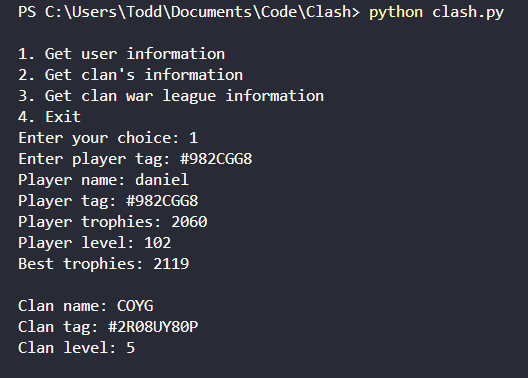 PS C:\Users\Todd\Documents\Code\Clash> python clash.py
1. Get user information
2. Get clan's information
3. Get clan war league information
4. Exit
Enter your choice: 1
Enter player tag: #982CGG8
Player name: daniel
Player tag: #982CGG8
Player trophies: 2060
Player level: 102
Best trophies: 2119
Clan name: COYG
Clan tag: #2R08UY80P
Clan level: 5